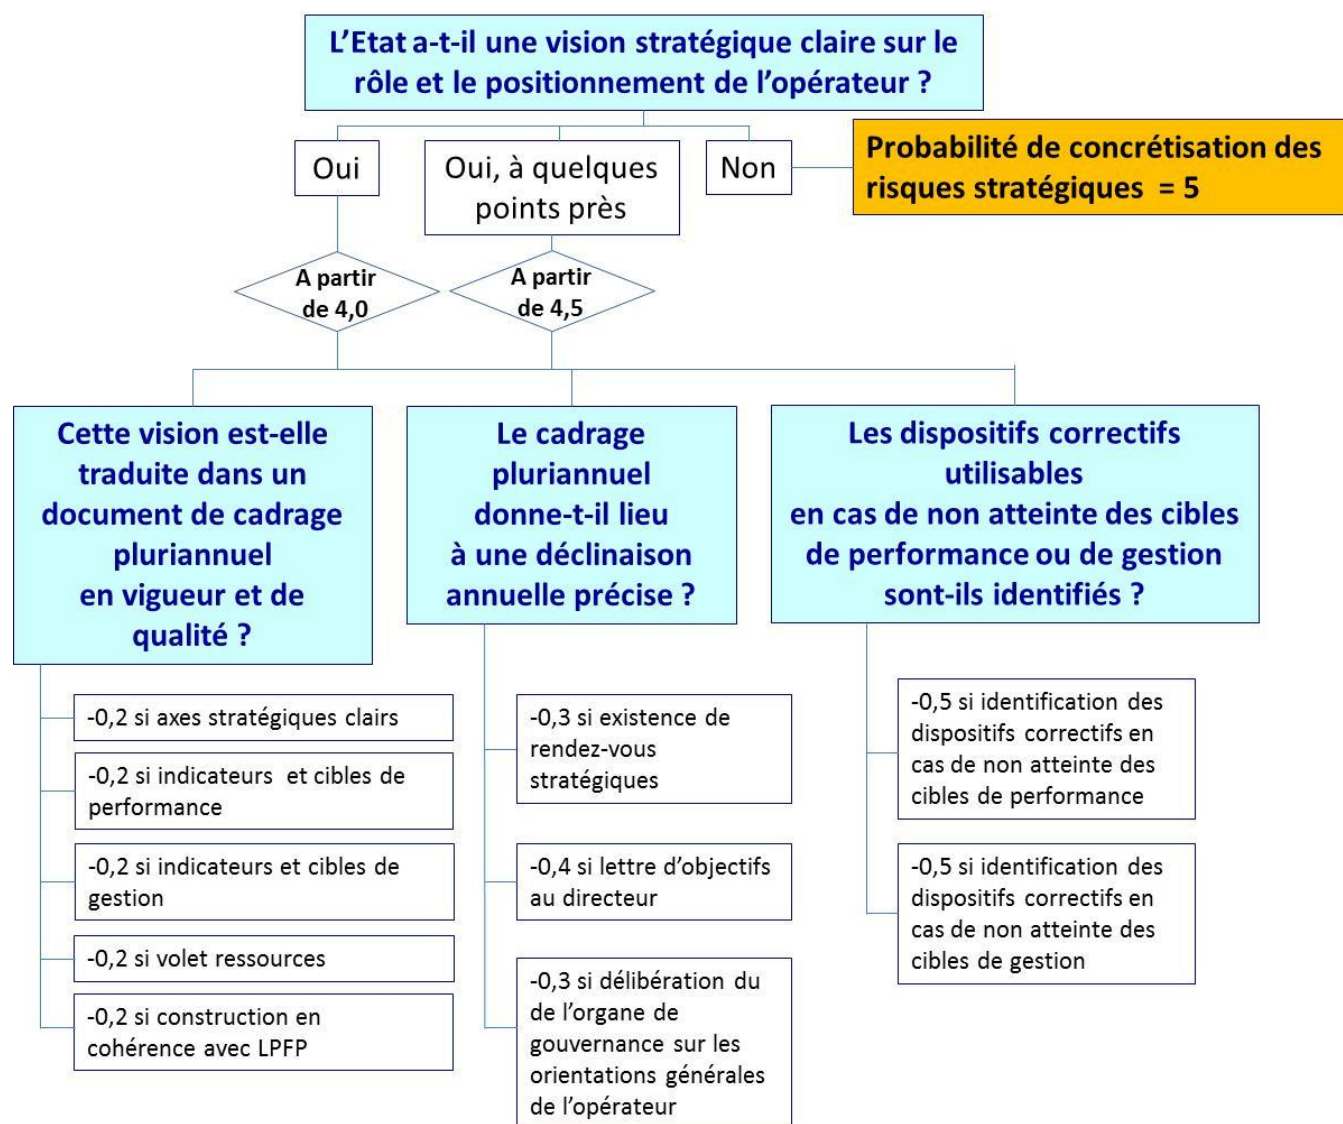 L'Etat a-t-il une vision stratégique claire sur le
rôle et le positionnement de l'opérateur ?
Oui
Oui, à quelques
points près
Non
Probabilité de concrétisation des
risques stratégiques = 5
A partir
de 4,0
A partir
de 4,5
Cette vision est-elle
traduite dans un
document de cadrage
pluriannuel
en vigueur et de
qualité ?
-0,2 si axes stratégiques clairs
-0,2 si indicateurs et cibles de
performance
-0,2 si indicateurs et cibles de
gestion
-0,2 si volet ressources
-0,2 si construction en
cohérence avec LPFP
Le cadrage
pluriannuel
donne-t-il lieu
à une déclinaison
annuelle précise ?
-0,3 si existence de
rendez-vous
stratégiques
-0,4 si lettre d'objectifs
au directeur
-0,3 si délibération du
de l'organe de
gouvernance sur les
orientations générales
de l'opérateur
Les dispositifs correctifs
utilisables
en cas de non atteinte des cibles
de performance ou de gestion
sont-ils identifiés ?
-0,5 si identification des
dispositifs correctifs en
cas de non atteinte des
cibles de performance
-0,5 si identification des
dispositifs correctifs en
cas de non atteinte des
cibles de gestion